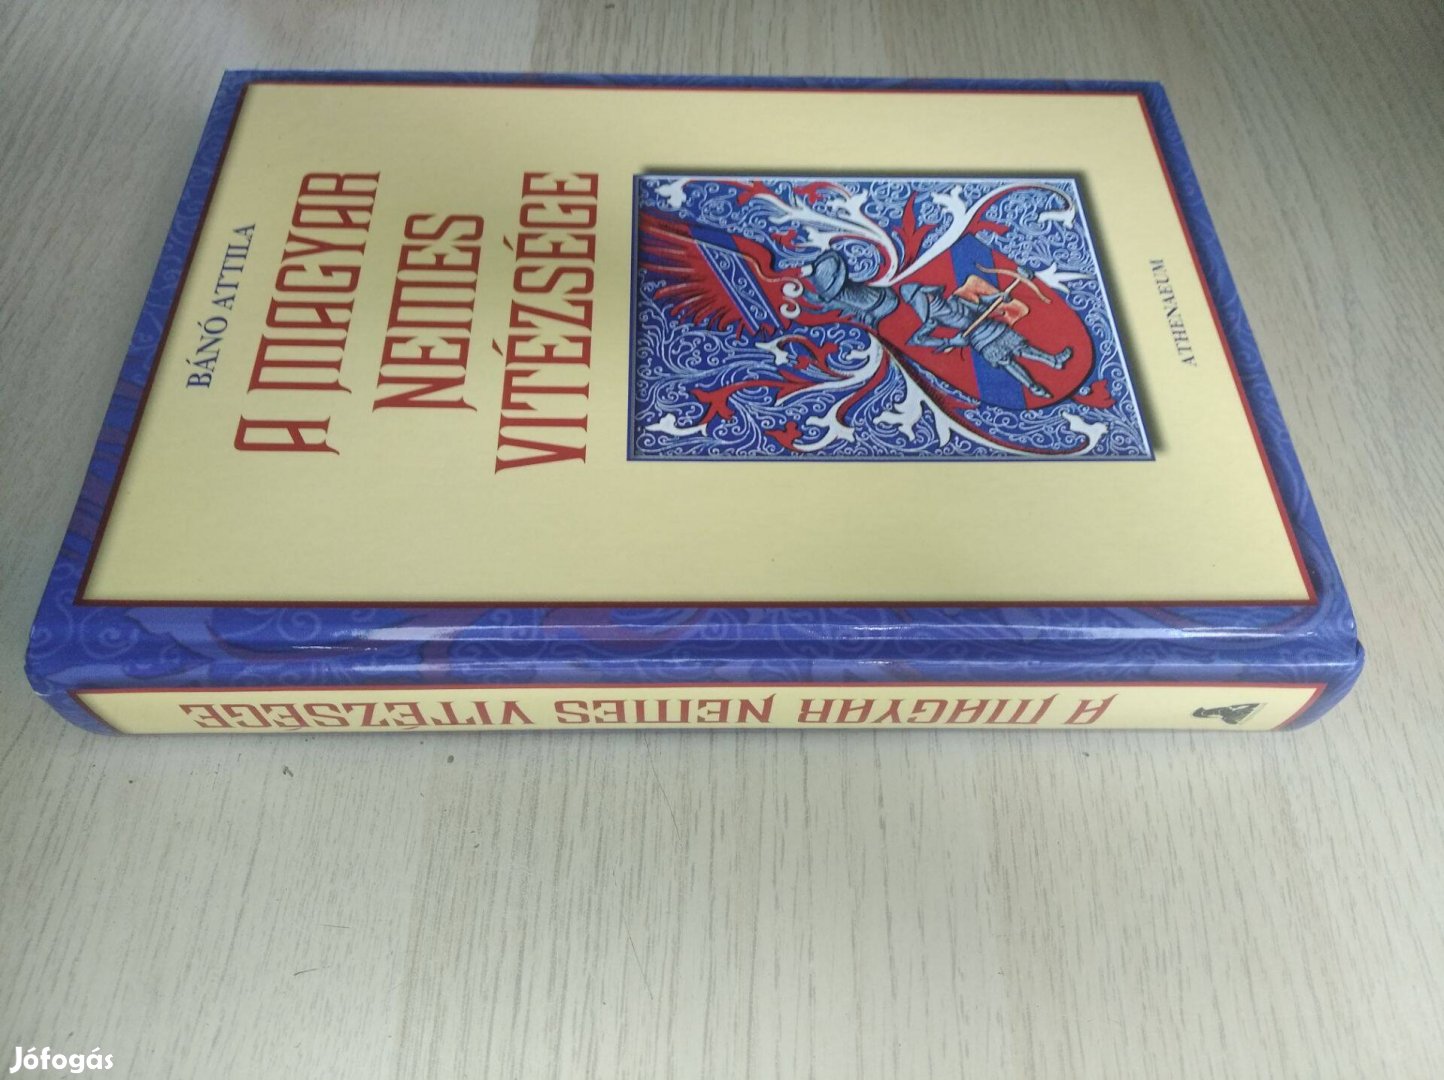 BÁNÓ ATTILA
A MAGYAR
NEMES
VITÉZSÉGE
ATHENAEUM
A MAGYAR NEMES VITÉZSÉGE
Jófogás